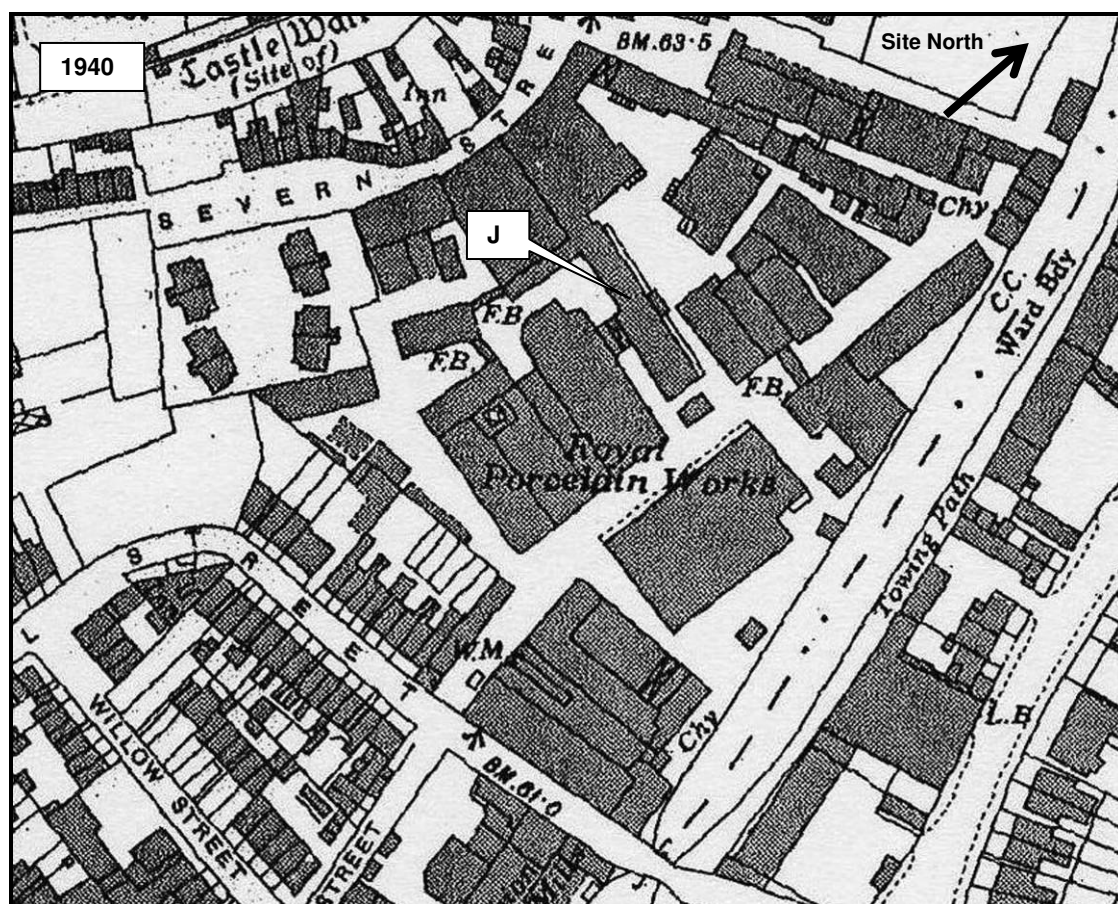 1940
Castle Wall
(Site of)
Inn
BM.63·5
Site North
SEVERN STRE
J
Chy
C.C.
Ward Bdy
F.B.
F.B.
F.B.
Royal
Porcelain Works
Towing Path
L STREET
W.M.
WILLOW
STREET
Chy
L.B
BM.61·0
STREET